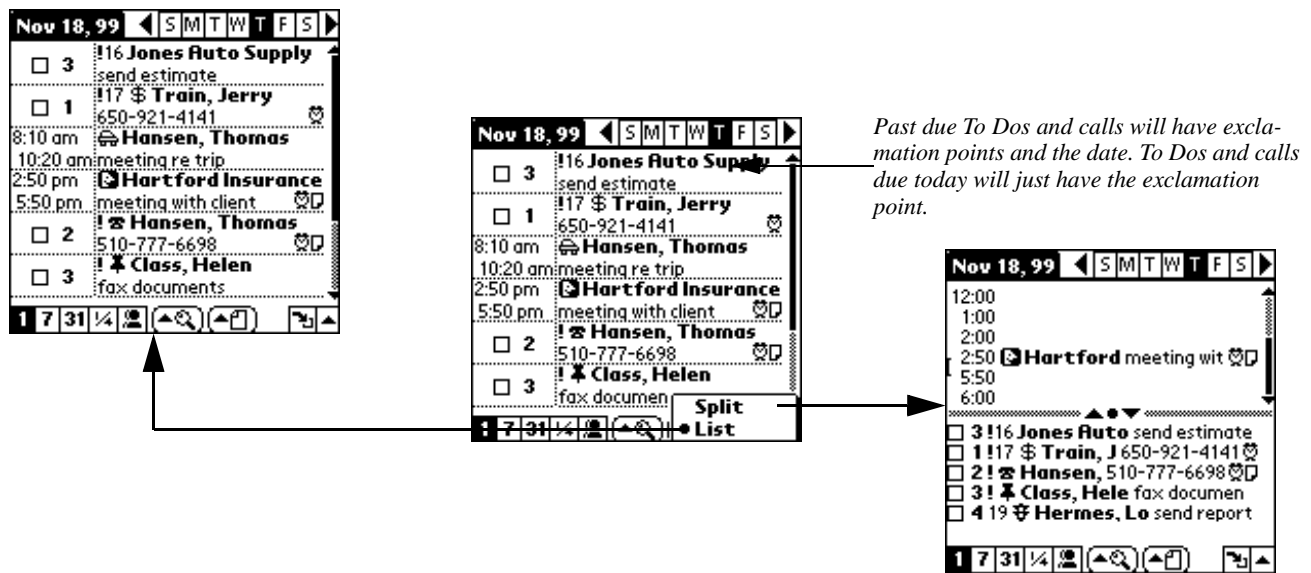 Nov 18, 99 S M T W T F S
3 !16 Jones Auto Supply
send estimate
1 !17 $ Train, Jerry
650-921-4141
8:10 am Hansen, Thomas
10:20 am meeting re trip
2:50 pm Hartford Insurance
5:50 pm meeting with client
2 ! Hansen, Thomas
510-777-6698
3 ! Class, Helen
fax documents
1 7 31 1/4
Nov 18, 99 S M T W T F S
3 !16 Jones Auto Supply
send estimate
1 !17 $ Train, Jerry
650-921-4141
8:10 am Hansen, Thomas
10:20 am meeting re trip
2:50 pm Hartford Insurance
5:50 pm meeting with client
2 ! Hansen, Thomas
510-777-6698
3 ! Class, Helen
fax documen
Split
List
1 7 31 1/4
Past due To Dos and calls will have excla-
mation points and the date. To Dos and calls
due today will just have the exclamation
point.
Nov 18, 99 S M T W T F S
12:00
1:00
2:00
2:50 Hartford meeting wit
5:50
6:00
3 !16 Jones Auto send estimate
1 !17 $ Train, J 650-921-4141
2 ! Hansen, 510-777-6698
3 ! Class, Hele fax documen
4 19 Hermes, Lo send report
1 7 31 1/4